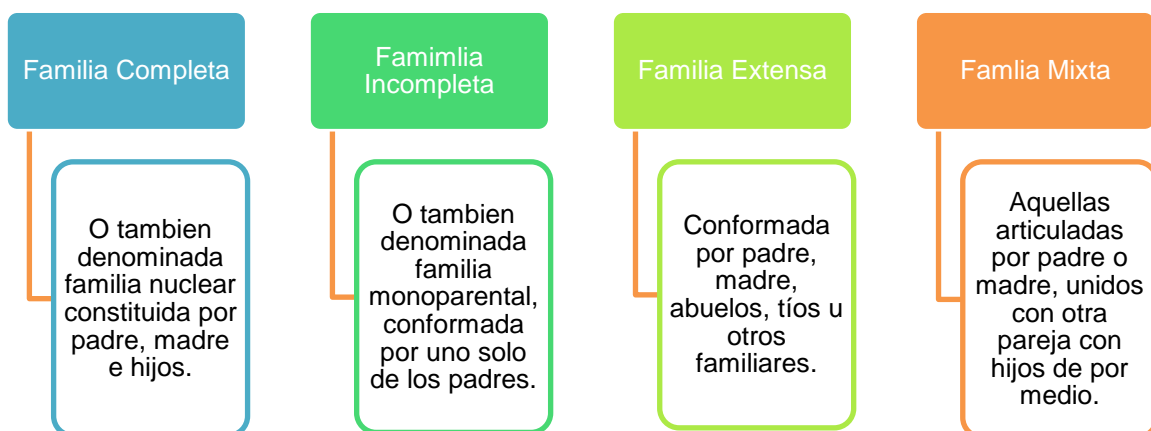 Familia Completa
O tambien
denominada
familia nuclear
constituida por
padre, madre
e hijos.
Famimlia
Incompleta
O tambien
denominada
familia
monoparental,
conformada
por uno solo
de los padres.
Familia Extensa
Conformada
por padre,
madre,
abuelos, tíos u
otros
familiares.
Famlia Mixta
Aquellas
articuladas
por padre o
madre, unidos
con otra
pareja con
hijos de por
medio.